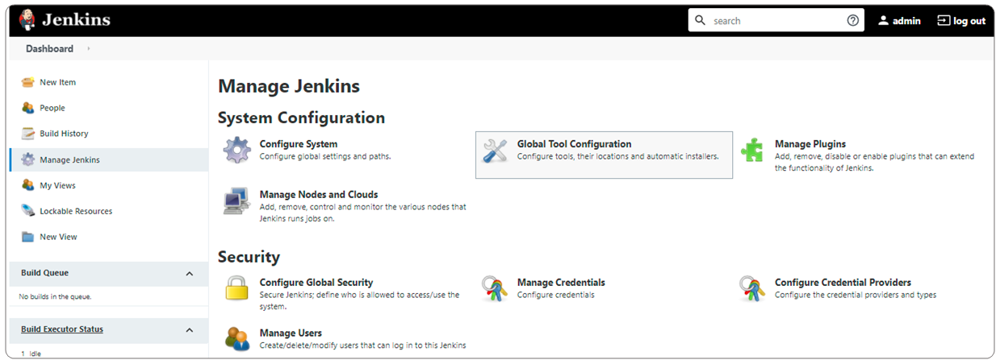 Jenkins
search
admin
log out
Dashboard
New Item
People
Build History
Manage Jenkins
My Views
Lockable Resources
New View
Build Queue
No builds in the queue.
Build Executor Status
1 Idle
Manage Jenkins
System Configuration
Configure System
Configure global settings and paths.
Global Tool Configuration
Configure tools, their locations and automatic installers.
Manage Plugins
Add, remove, disable or enable plugins that can extend
the functionality of Jenkins.
Manage Nodes and Clouds
Add, remove, control and monitor the various nodes that
Jenkins runs jobs on.
Security
Configure Global Security
Secure Jenkins; define who is allowed to access/use the
system.
Manage Credentials
Configure credentials
Configure Credential Providers
Configure the credential providers and types
Manage Users
Create/delete/modify users that can log in to this Jenkins